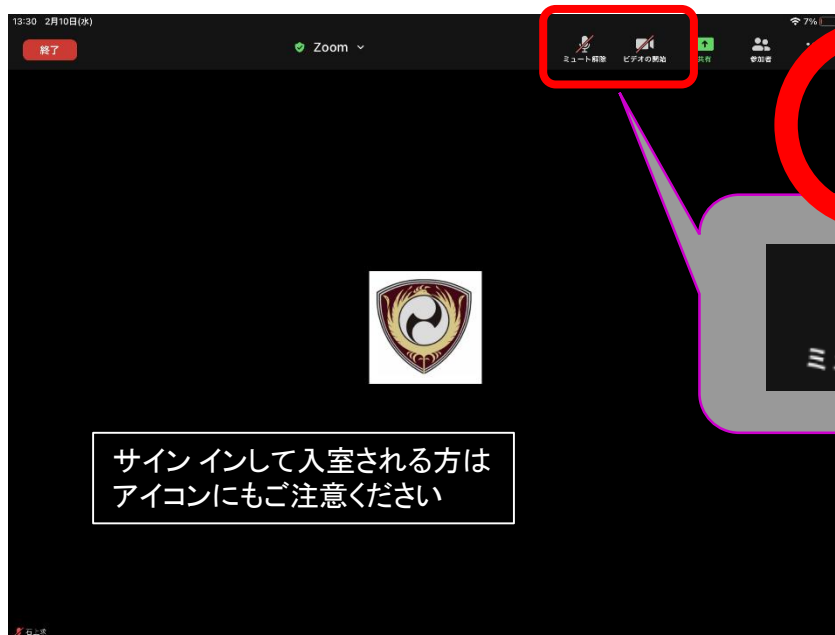 13:30 2月10日(水)
7%
終了
Zoom
ミュート解除
ビデオの開始
共有
参加者
ミ
サイン インして入室される方は
アイコンにもご注意ください